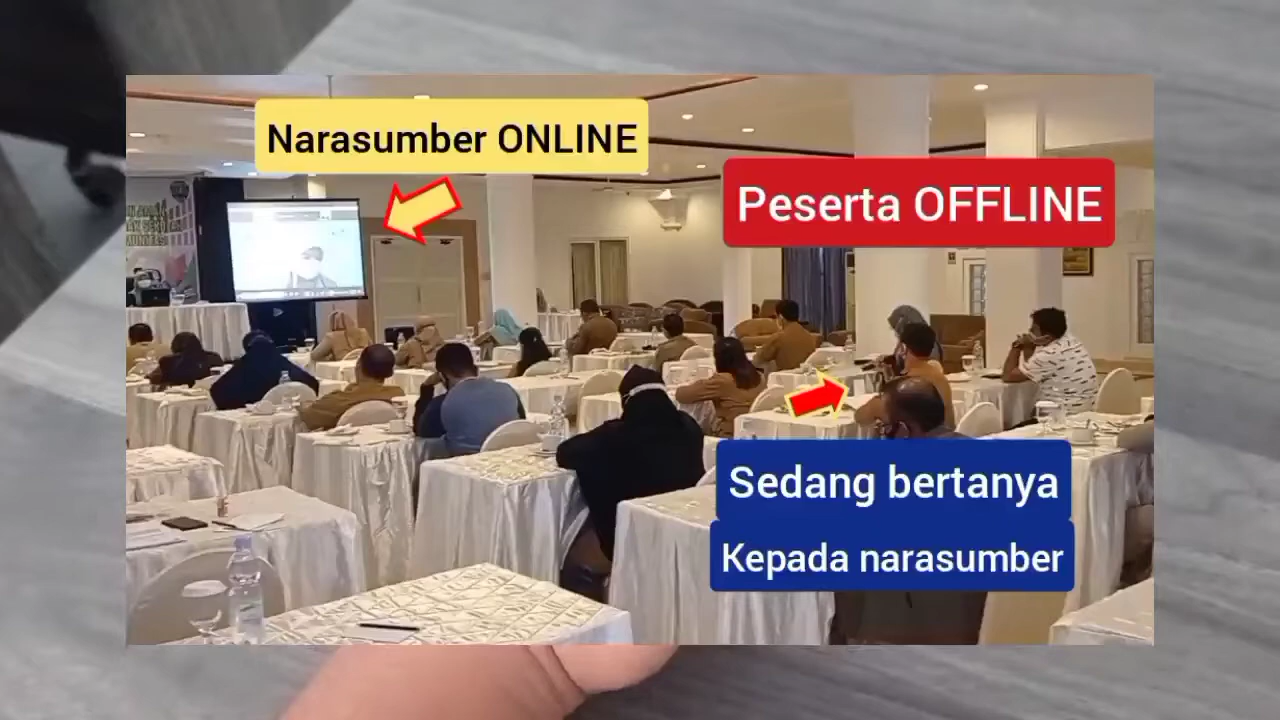 Narasumber ONLINE
Peserta OFFLINE
Sedang bertanya
Kepada narasumber